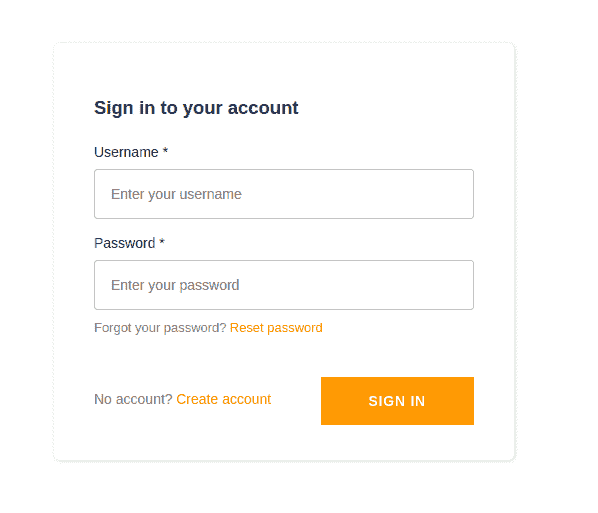 Sign in to your account
Username *
Enter your username
Password *
Enter your password
Forgot your password? Reset password
No account? Create account
SIGN IN